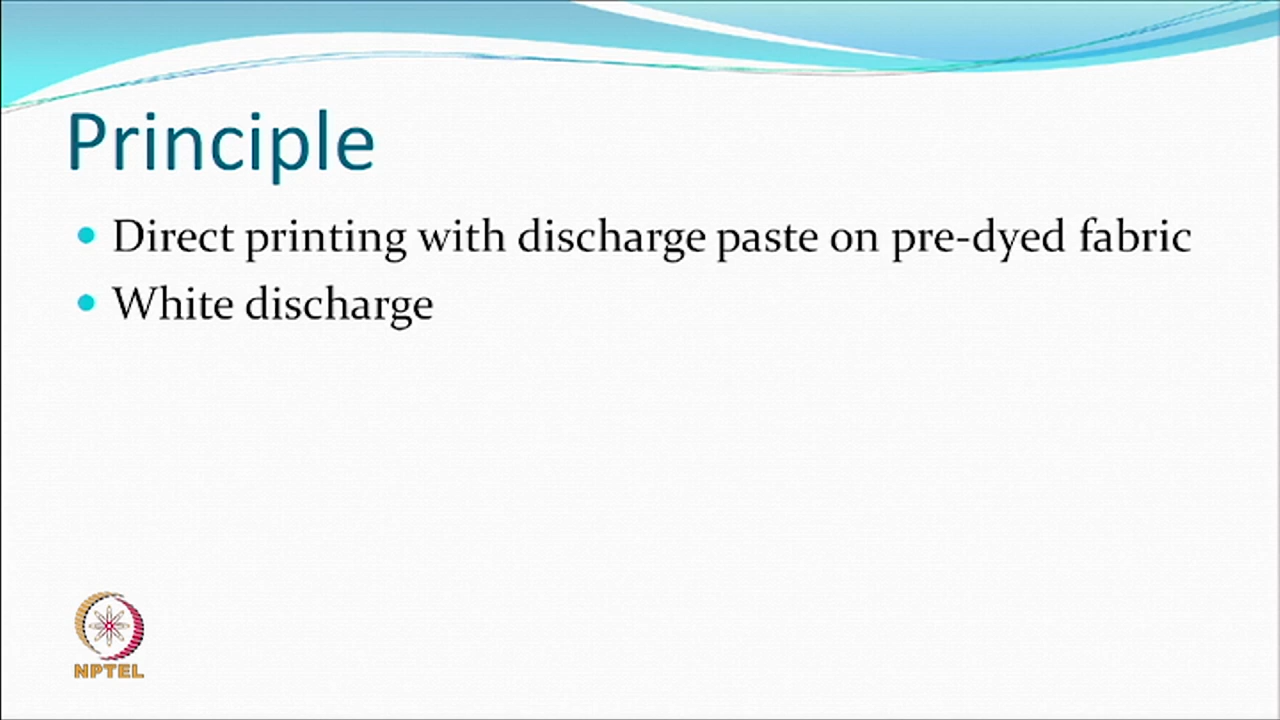 Principle
Direct printing with discharge paste on pre-dyed fabric
White discharge
NPTEL